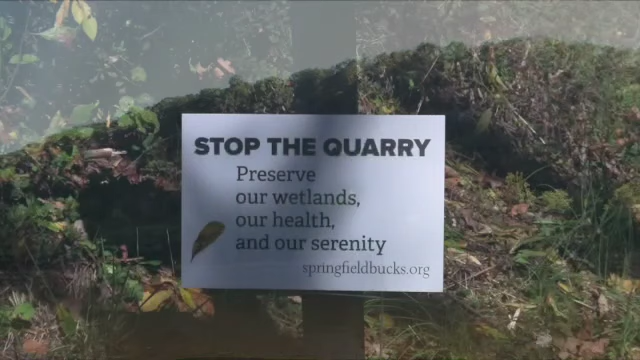 STOP THE QUARRY
Preserve
our wetlands,
our health,
and our serenity
springfieldbucks.org